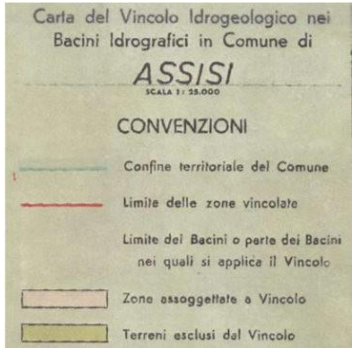 Carta del Vincolo Idrogeologico nei
Bacini Idrografici in Comune di
ASSISI
SCALA 1:25.000
CONVENZIONI
Confine territoriale del Comune
Limite delle zone vincolate
Limite dei Bacini o parte dei Bacini
nei quali si applica il Vincolo
Zone assoggettate a Vincolo
Terreni esclusi dal Vincolo